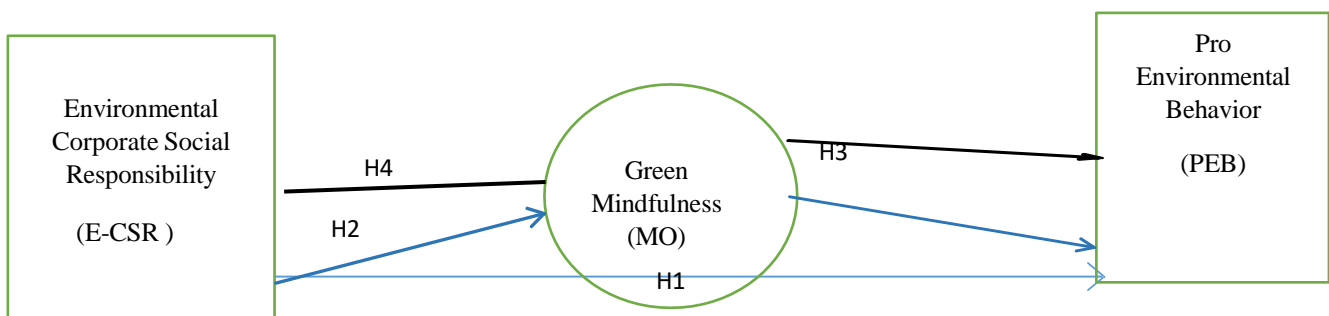 Environmental
Corporate Social
Responsibility
(E-CSR )
H4
H2
Green
Mindfulness
(MO)
H1
H3
Pro
Environmental
Behavior
(PEB)